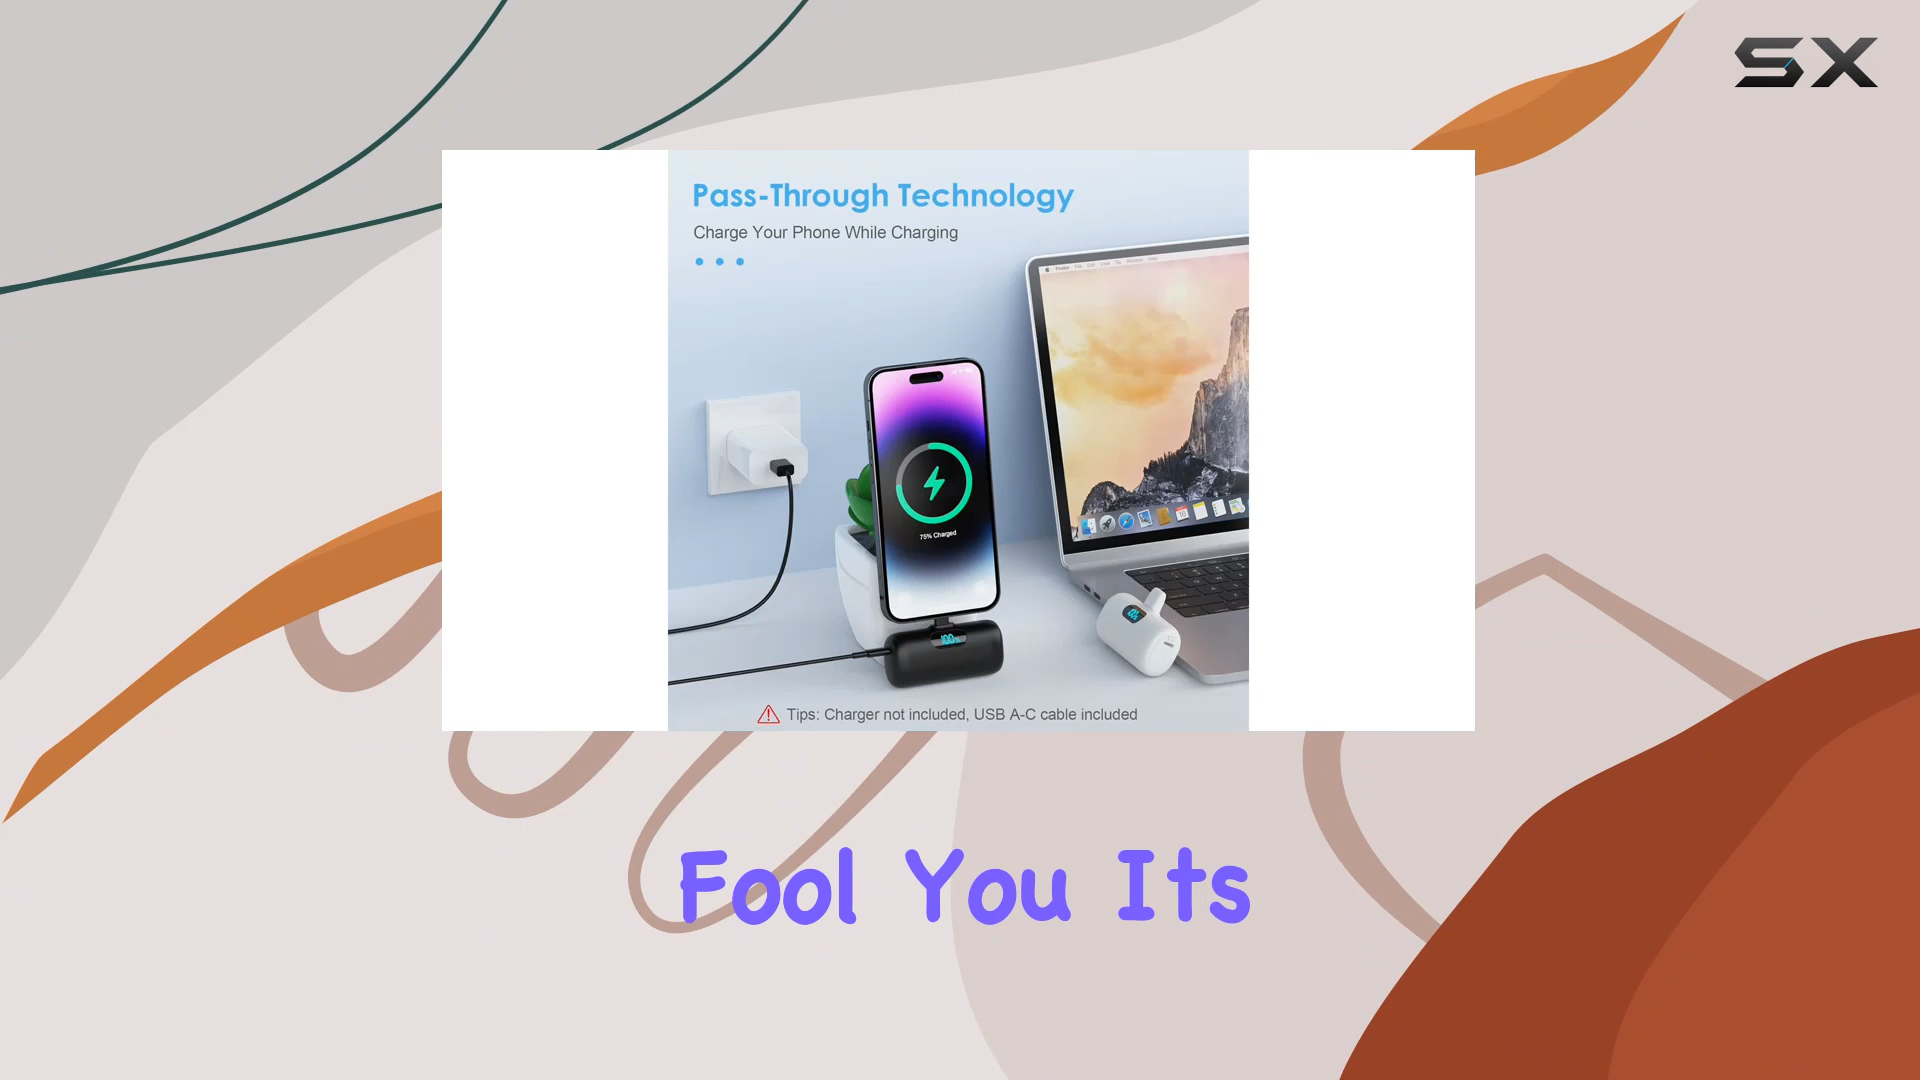 SX
Pass-Through Technology
Charge Your Phone While Charging
75% Charged
100%
Tips: Charger not included, USB A-C cable included
Fool You Its